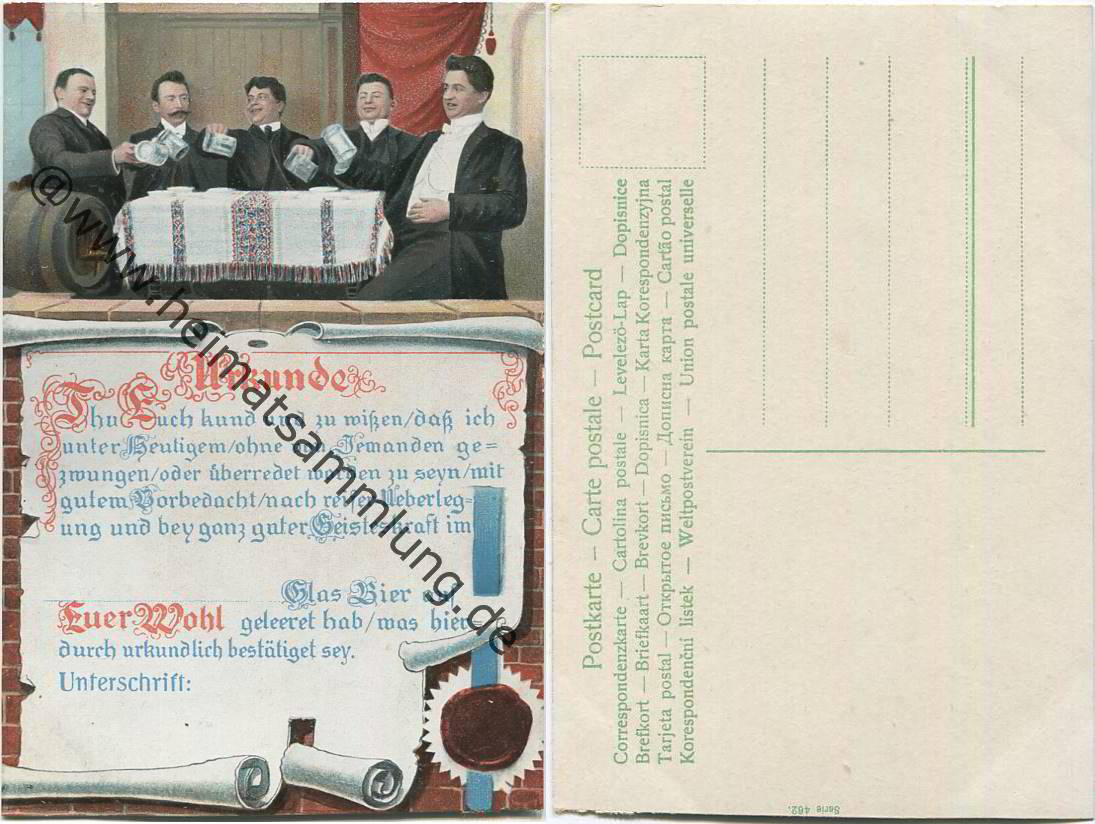 Urkunde
Thu Euch kund und zu wißen/daß ich
unter Heutigem/ohne von Jemanden ge=
zwungen/oder überredet worden zu seyn/mit
gutem Vorbedacht/nach reifer Ueberleg=
ung und bey ganz guter Geisteskraft im
Glas Bier auf
Euer Wohl geleeret hab/was hier=
durch urkundlich bestätiget sey.
Unterschrift:
@www.heimatsammlung.de
Postkarte — Carte postale — Postcard
Correspondenzkarte — Cartolina postale — Levelező-Lap — Dopisnice
Brefkort — Briefkaart — Brevkort — Dopisnica — Karta Korespondenzyjna
Tarjeta postal — Открытое письмо — Дописна карта — Cartão postal
Korespondenčni listek — Weltpostverein — Union postale universelle
Serie 462.